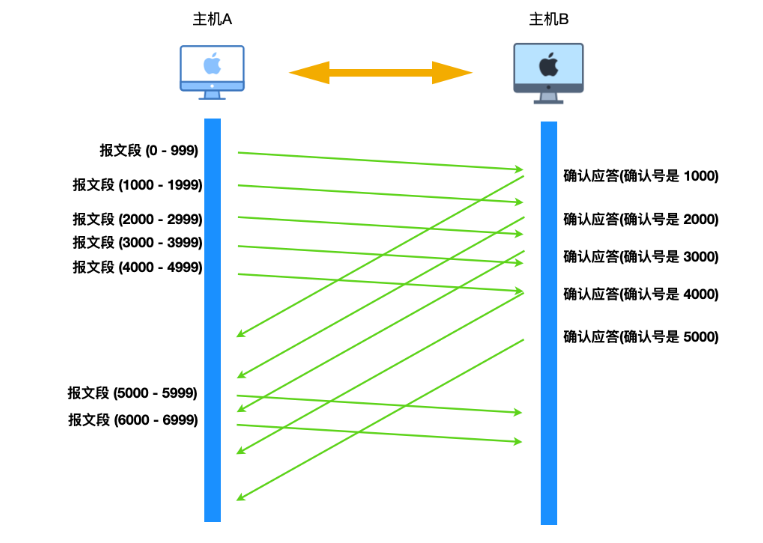 主机A
主机B
报文段 (0 - 999)
报文段 (1000 - 1999)
报文段 (2000 - 2999)
报文段 (3000 - 3999)
报文段 (4000 - 4999)
报文段 (5000 - 5999)
报文段 (6000 - 6999)
确认应答(确认号是 1000)
确认应答(确认号是 2000)
确认应答(确认号是 3000)
确认应答(确认号是 4000)
确认应答(确认号是 5000)